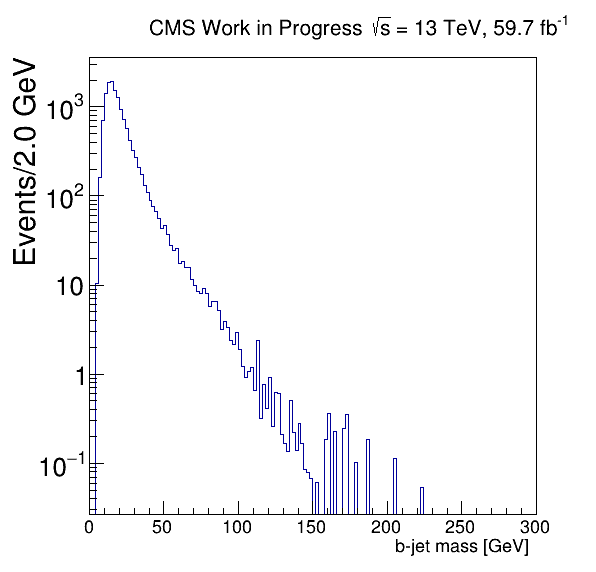 CMS Work in Progress √s = 13 TeV, 59.7 fb⁻¹
Events/2.0 GeV
10³
10²
10
1
10⁻¹
0 50 100 150 200 250 300
b-jet mass [GeV]